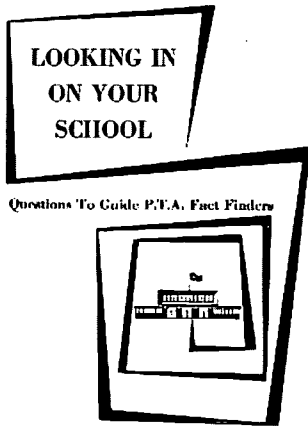 LOOKING IN
ON YOUR
SCHOOL
Questions To Guide P.T.A. Fact Finders